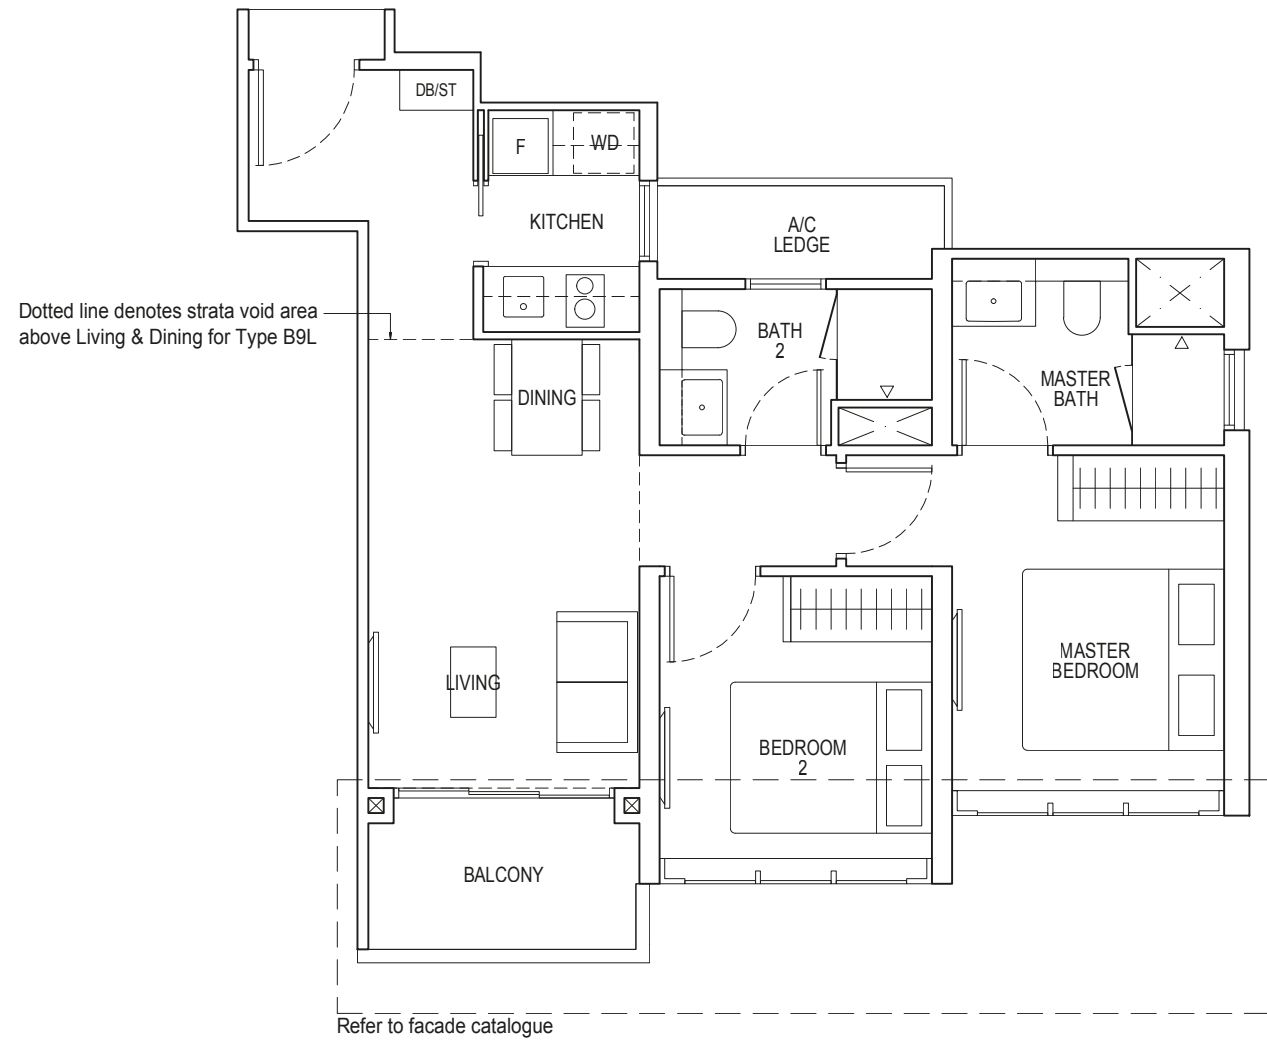 DB/ST
F
WD
KITCHEN
A/C
LEDGE
Dotted line denotes strata void area
above Living & Dining for Type B9L
BATH
2
MASTER
BATH
DINING
LIVING
MASTER
BEDROOM
BEDROOM
2
BALCONY
Refer to facade catalogue